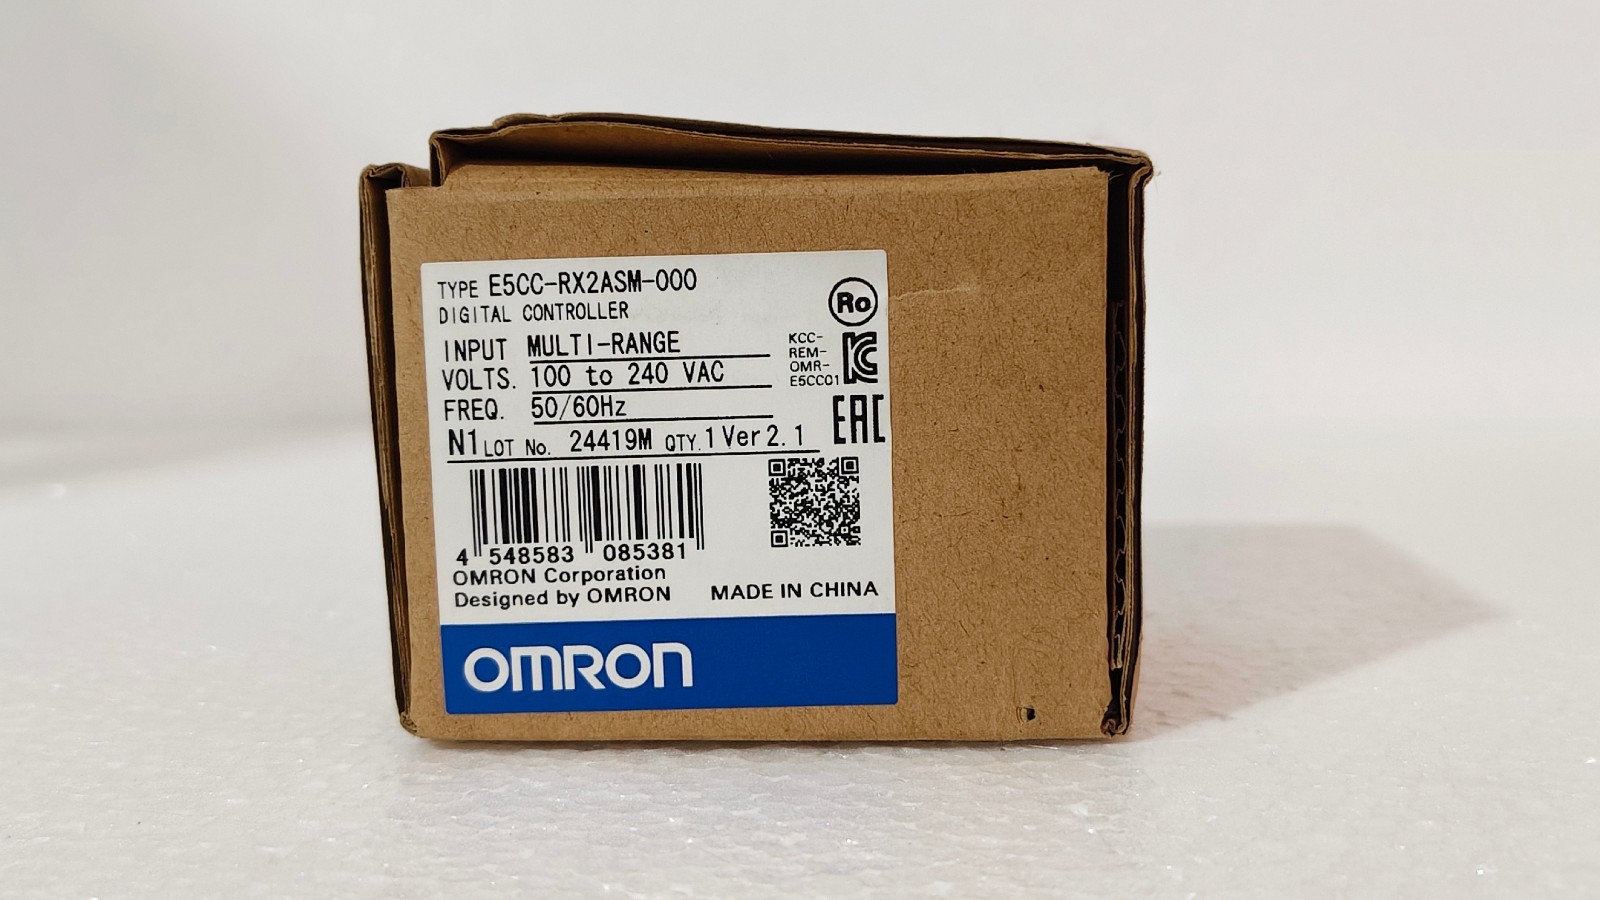 TYPE E5CC-RX2ASM-000
DIGITAL CONTROLLER
Ro
INPUT MULTI-RANGE
VOLTS. 100 to 240 VAC
FREQ. 50/60Hz
KCC-
REM-
OMR-
E5CC01
KC
EAC
N1 LOT No. 24419M QTY. 1 Ver 2.1
4 548583 085381
OMRON Corporation
Designed by OMRON MADE IN CHINA
OMRON